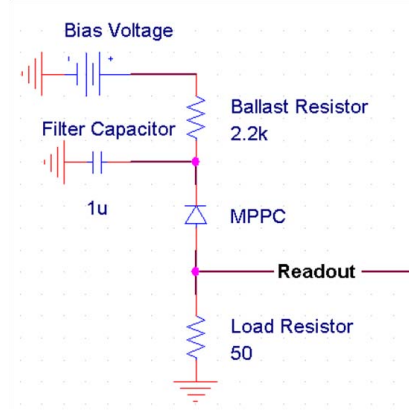 Bias Voltage
- +
Ballast Resistor
2.2k
Filter Capacitor
1u
MPPC
Readout
Load Resistor
50